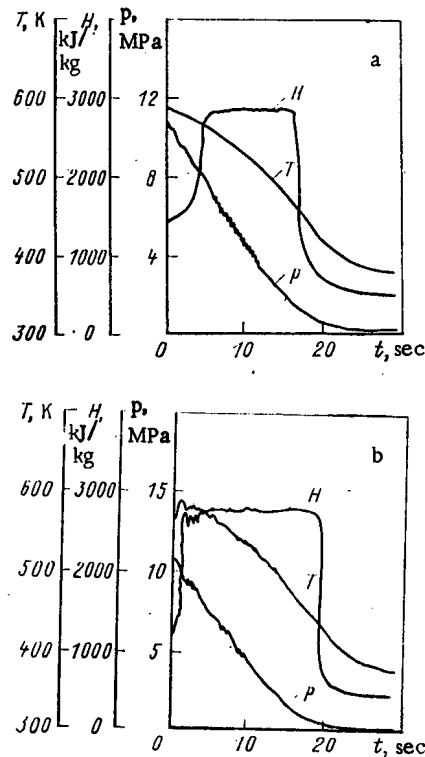 T, K H, kJ/kg p, MPa
a
600 3000 12
H
T
500 2000 8
400 1000 4
p
300 0
0 10 20 t, sec
T, K H, kJ/kg p, MPa
b
600 3000 15
H
500 2000 10
T
400 1000 5
p
300 0
0 10 20 t, sec